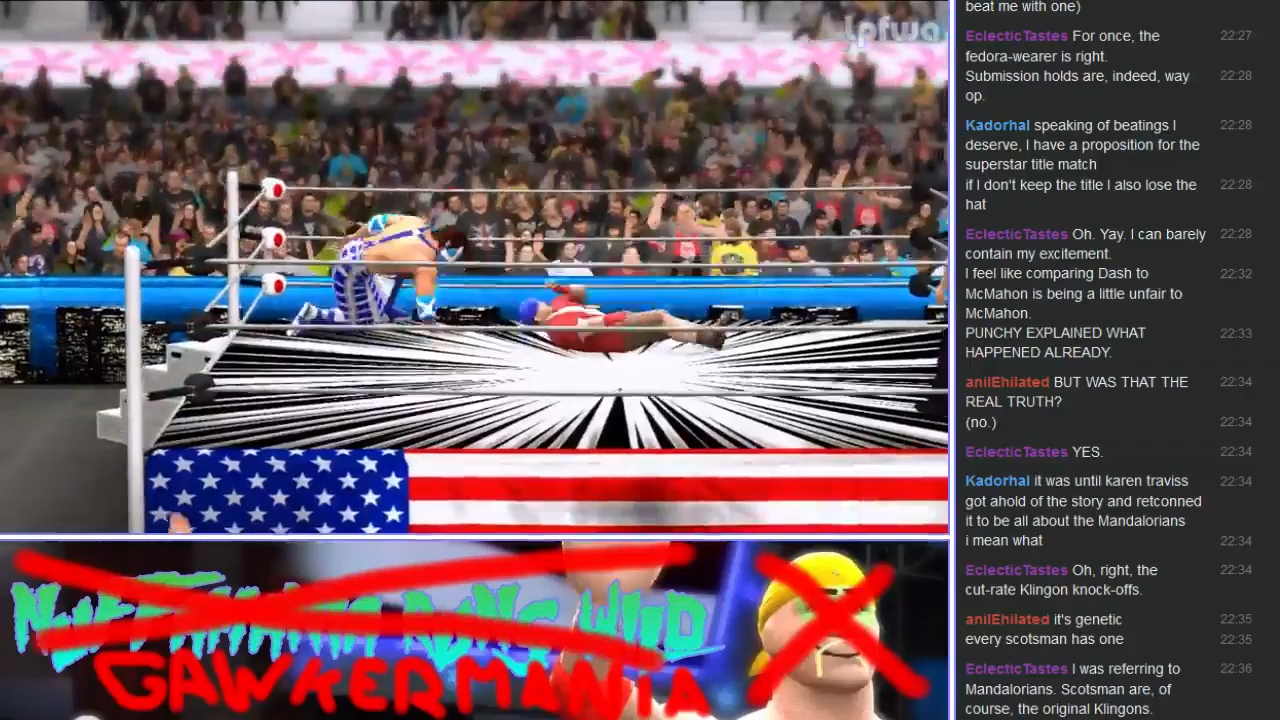 lpfwa
beat me with one)
EclecticTastes For once, the 22:27
fedora-wearer is right.
Submission holds are, indeed, way 22:28
op.
Kadorhal speaking of beatings I 22:28
deserve, I have a proposition for the
superstar title match
if I don't keep the title I also lose the 22:28
hat
EclecticTastes Oh. Yay. I can barely 22:28
contain my excitement.
I feel like comparing Dash to 22:32
McMahon is being a little unfair to
McMahon.
PUNCHY EXPLAINED WHAT 22:33
HAPPENED ALREADY.
anilEhilated BUT WAS THAT THE 22:34
REAL TRUTH?
(no.) 22:34
EclecticTastes YES. 22:34
Kadorhal it was until karen traviss 22:34
got ahold of the story and retconned
it to be all about the Mandalorians
i mean what 22:34
EclecticTastes Oh, right, the 22:34
cut-rate Klingon knock-offs.
anilEhilated it's genetic 22:35
every scotsman has one 22:35
EclecticTastes I was referring to 22:36
Mandalorians. Scotsman are, of
course, the original Klingons.
WILD
GAWKERMANIA